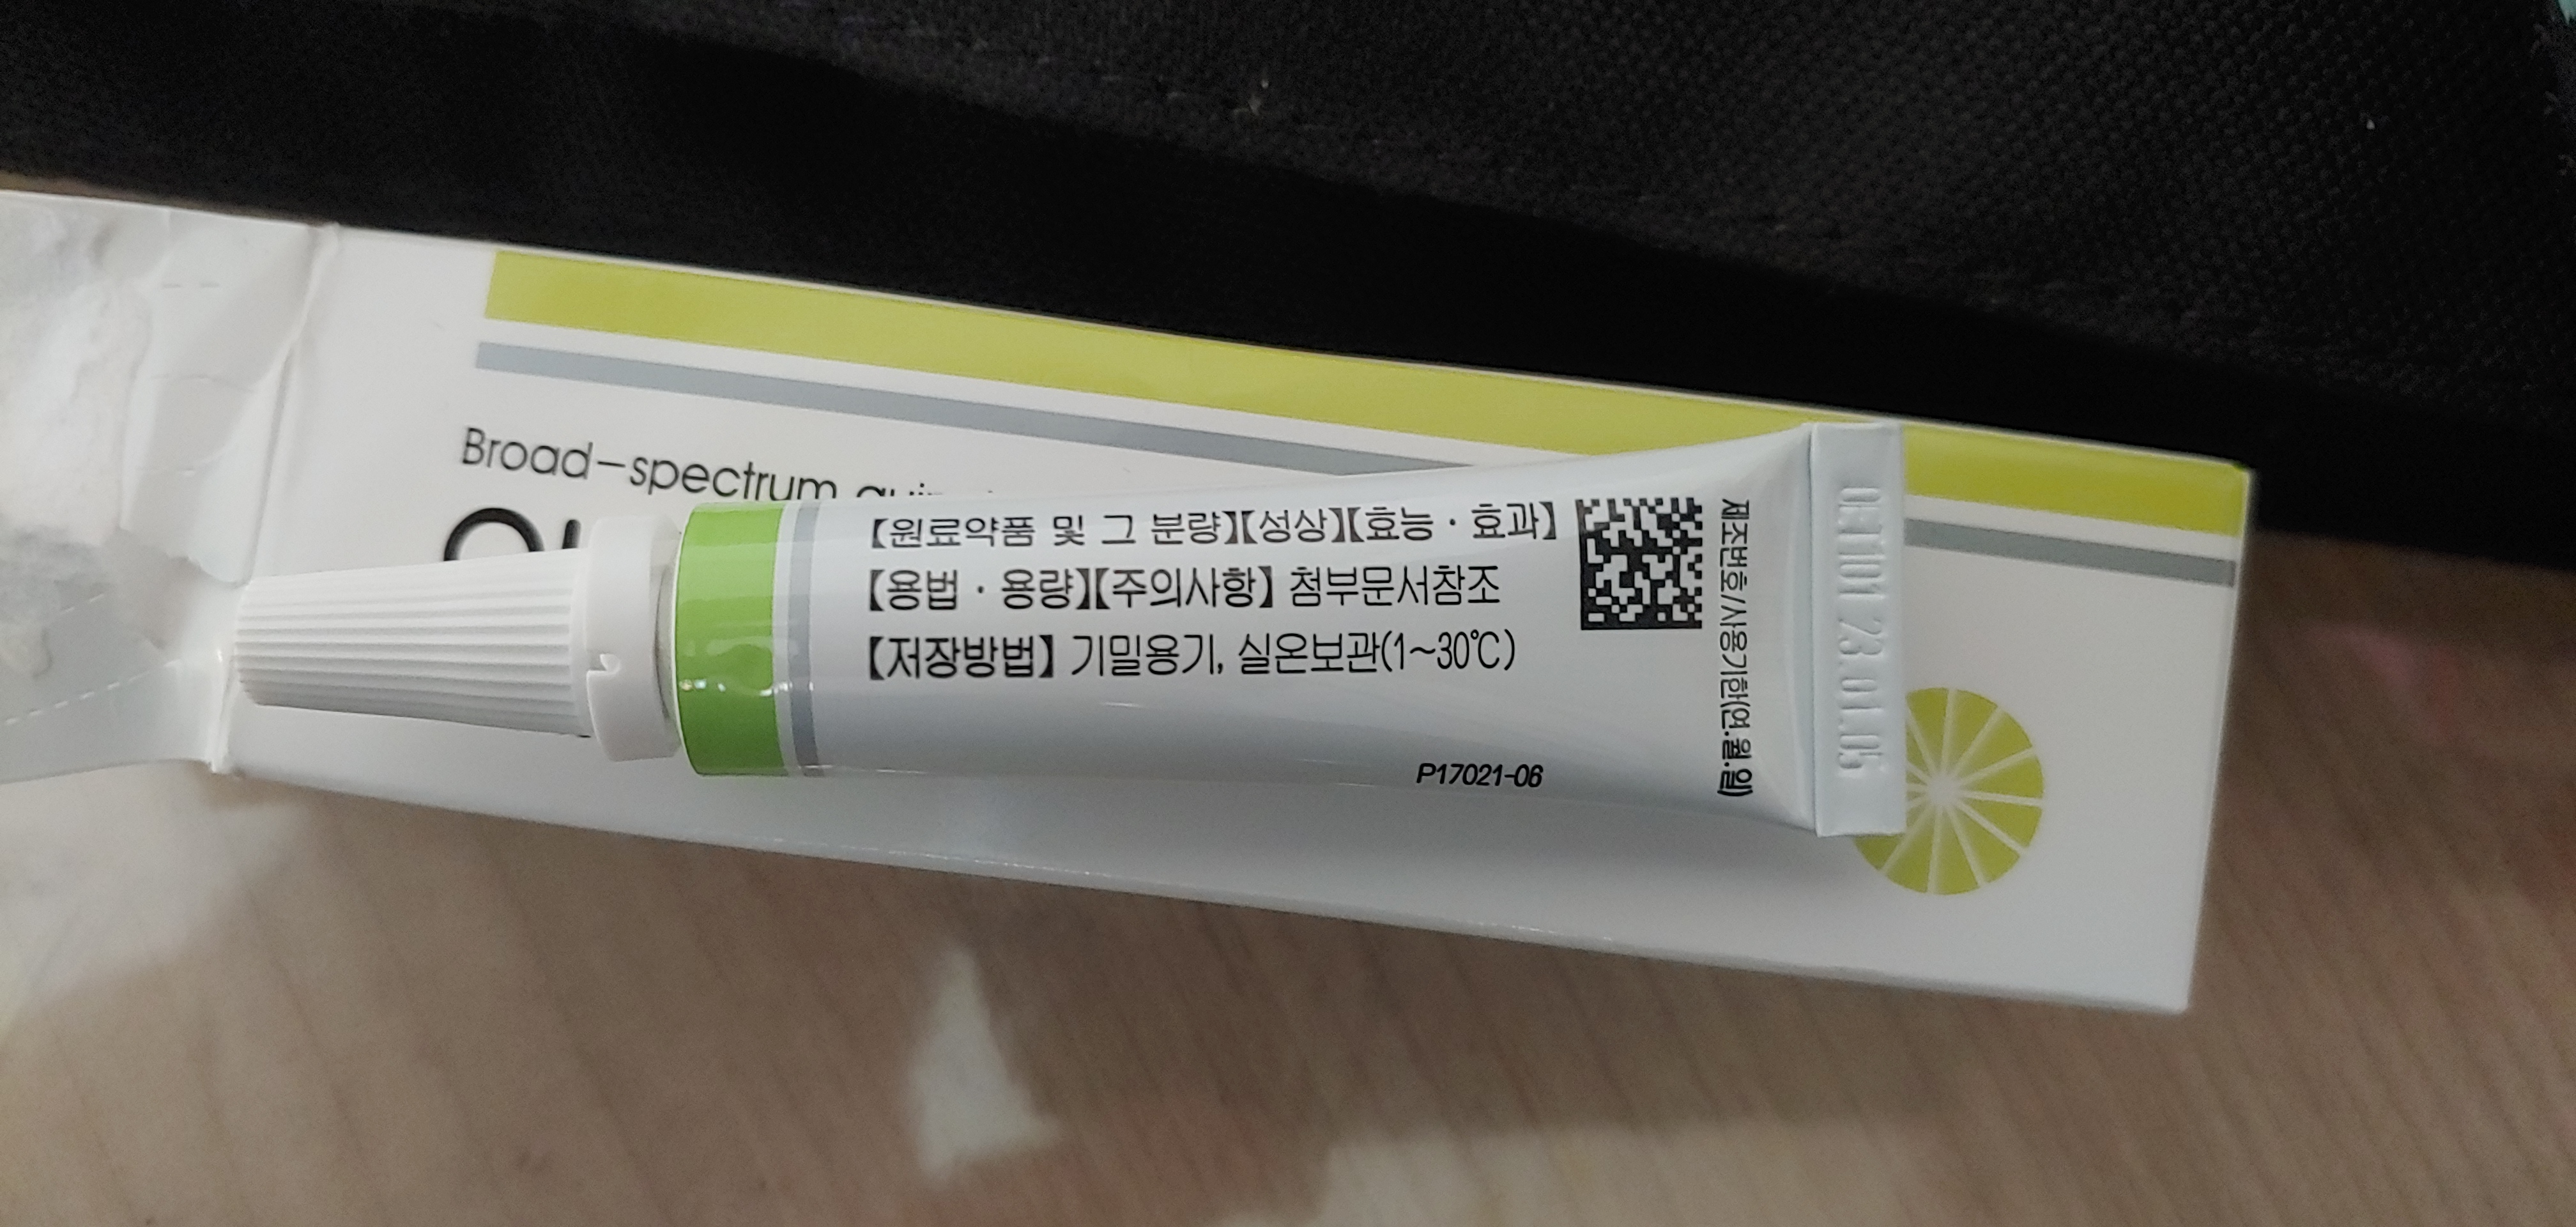 Broad-spectrum
【원료약품 및 그 분량】【성상】【효능 · 효과】
【용법 · 용량】【주의사항】 첨부문서참조
【저장방법】 기밀용기, 실온보관(1~30℃)
P17021-06
제조번호/사용기한(연.월.일)
23.01.05